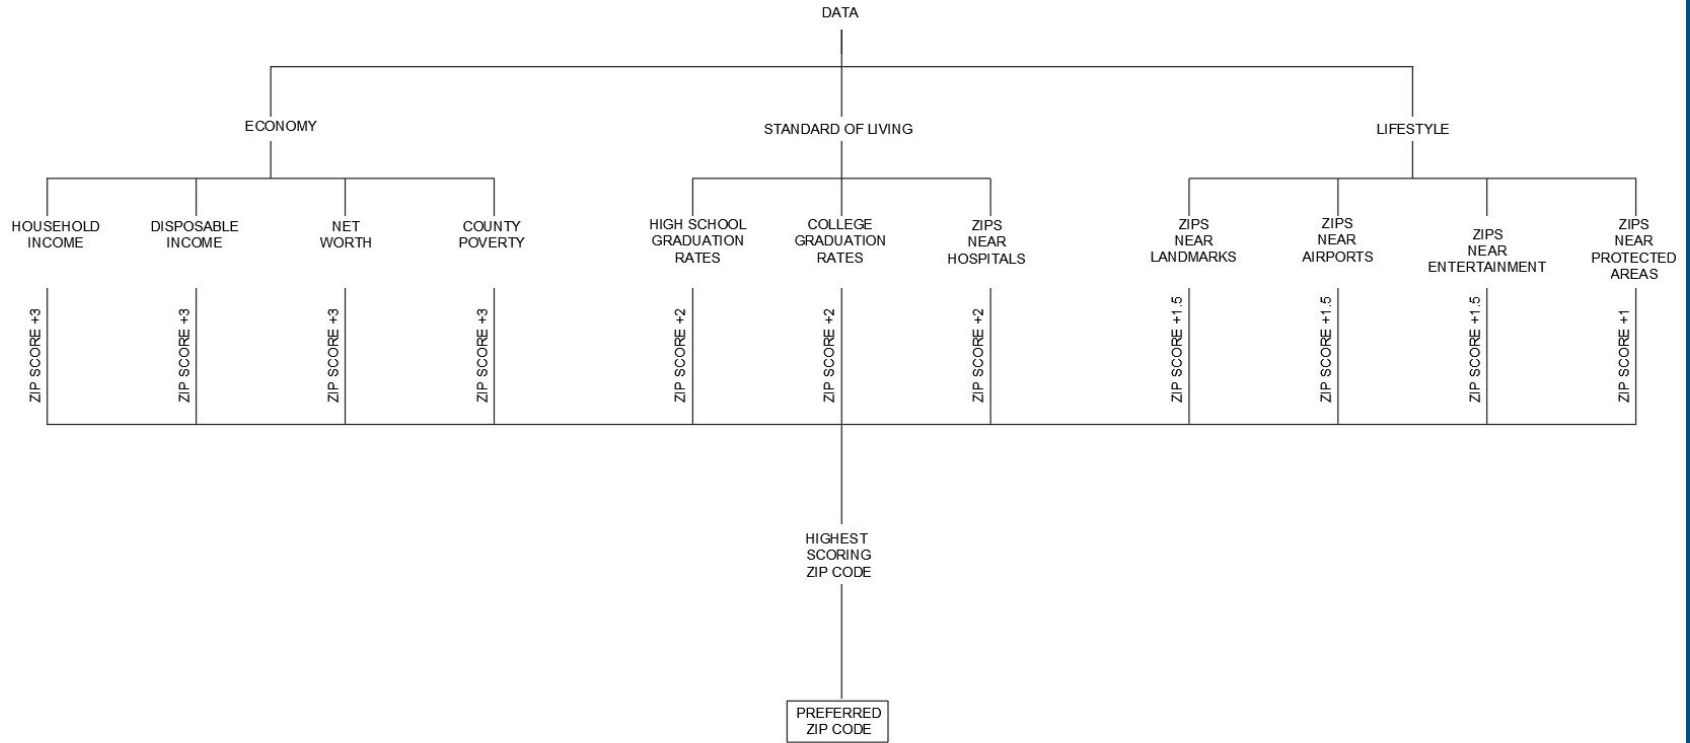 DATA
ECONOMY
STANDARD OF LIVING
LIFESTYLE
HOUSEHOLD
INCOME
DISPOSABLE
INCOME
NET
WORTH
COUNTY
POVERTY
HIGH SCHOOL
GRADUATION
RATES
COLLEGE
GRADUATION
RATES
ZIPS
NEAR
HOSPITALS
ZIPS
NEAR
LANDMARKS
ZIPS
NEAR
AIRPORTS
ZIPS
NEAR
ENTERTAINMENT
ZIPS
NEAR
PROTECTED
AREAS
ZIP SCORE +3
ZIP SCORE +3
ZIP SCORE +3
ZIP SCORE +3
ZIP SCORE +2
ZIP SCORE +2
ZIP SCORE +2
ZIP SCORE +1.5
ZIP SCORE +1.5
ZIP SCORE +1.5
ZIP SCORE +1
HIGHEST
SCORING
ZIP CODE
PREFERRED
ZIP CODE